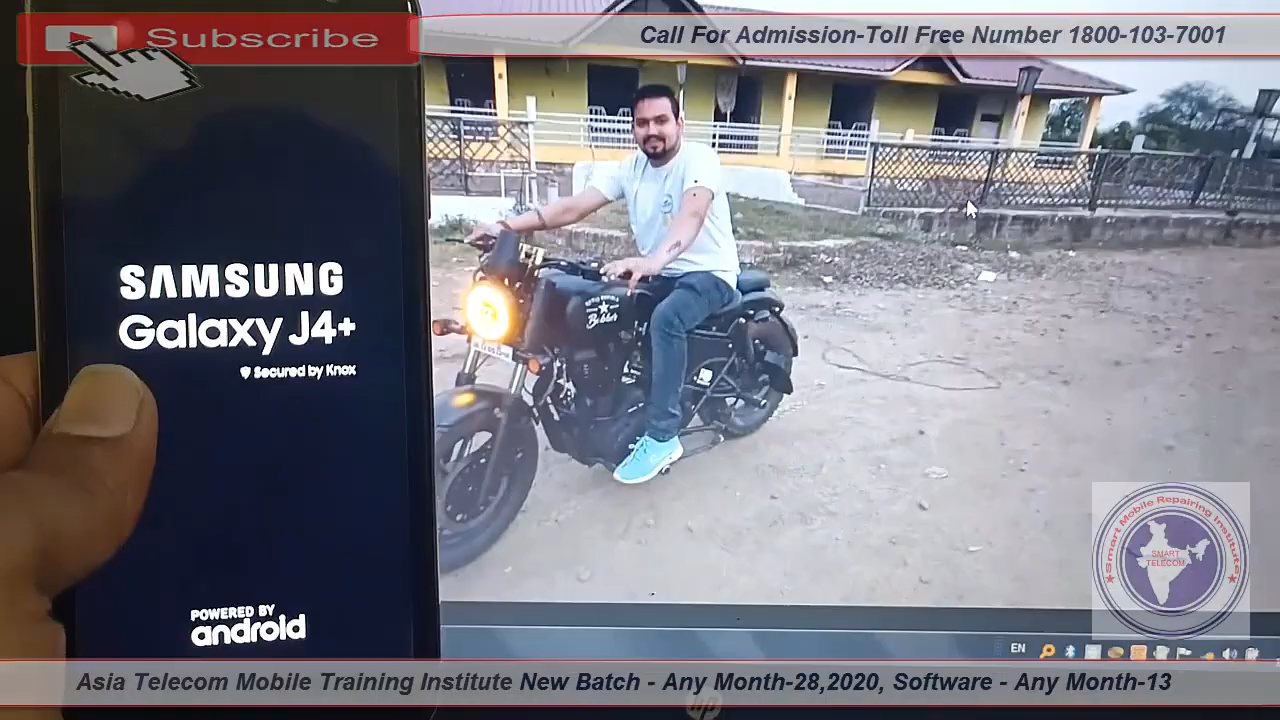 Subscribe
Call For Admission-Toll Free Number 1800-103-7001
SAMSUNG
Galaxy J4+
Secured by Knox
POWERED BY
android
EN
Smart Mobile Repairing Institute
SMART
TELECOM
Asia Telecom Mobile Training Institute New Batch - Any Month-28,2020, Software - Any Month-13
hp